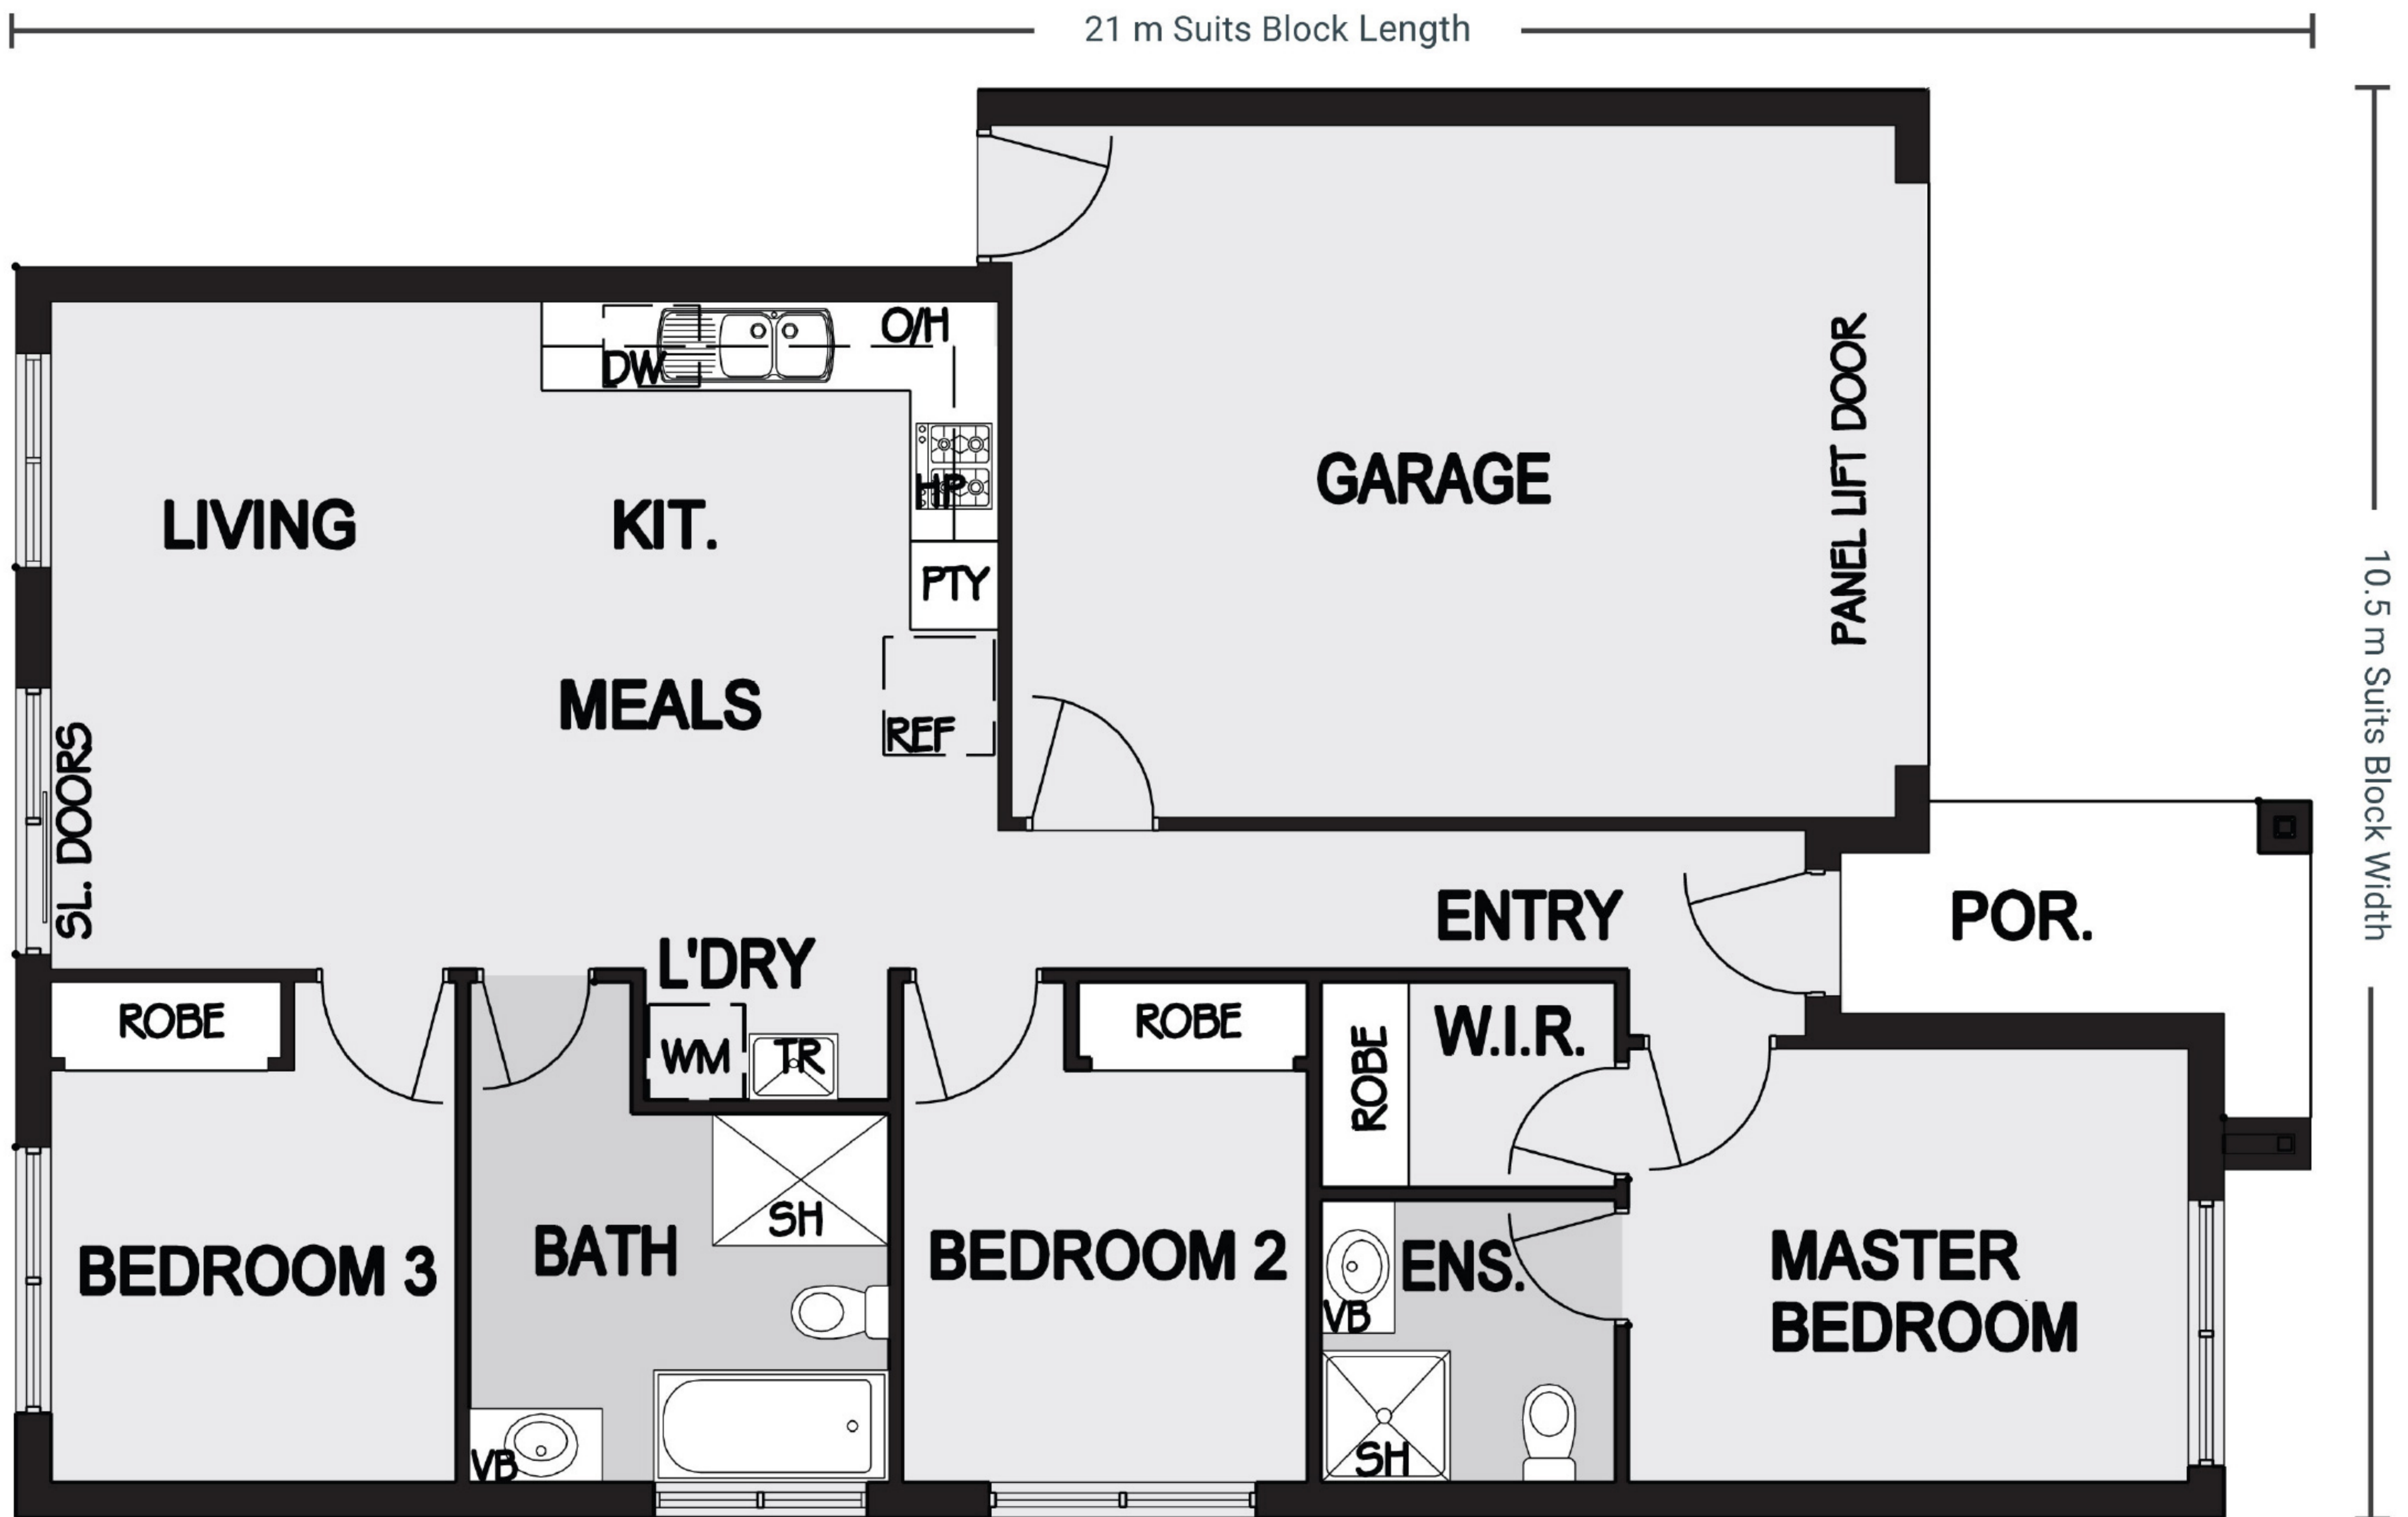 21 m Suits Block Length
10.5 m Suits Block Width
O/H
DW
HP
PTY
REF
LIVING
KIT.
MEALS
GARAGE
PANEL LIFT DOOR
SL. DOORS
L'DRY
ENTRY
POR.
ROBE
WM
TR
ROBE
ROBE
W.I.R.
SH
BEDROOM 3
BATH
BEDROOM 2
ENS.
VB
MASTER
BEDROOM
VB
SH